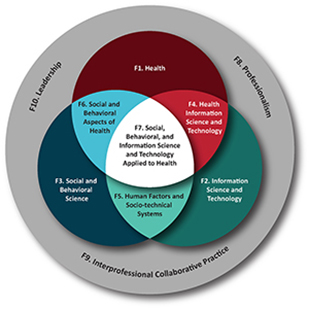 F1. Health
F10. Leadership
F8. Professionalism
F6. Social and
Behavioral
Aspects of
Health
F4. Health
Information
Science and
Technology
F7. Social,
Behavioral, and
Information Science
and Technology
Applied to Health
F3. Social and
Behavioral
Science
F2. Information
Science and
Technology
F5. Human Factors and
Socio-technical
Systems
F9. Interprofessional Collaborative Practice